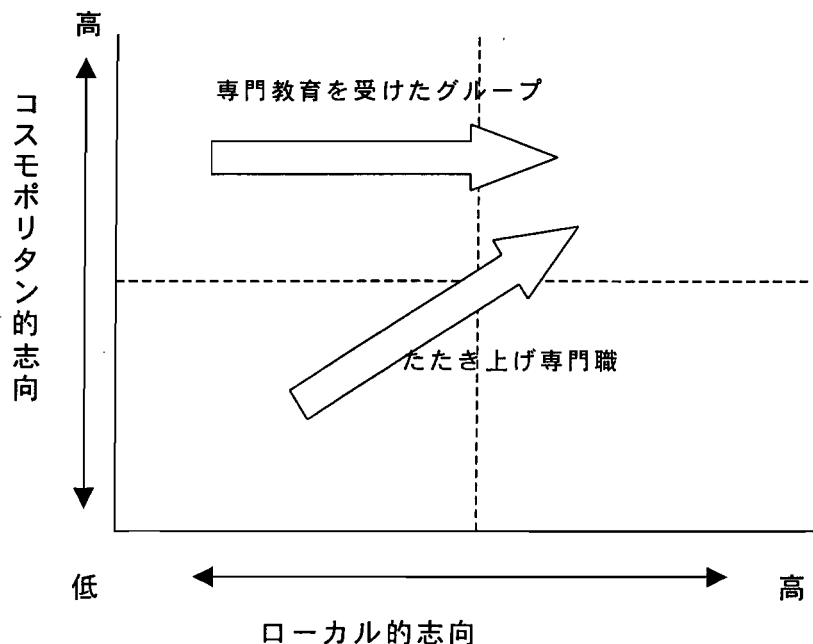 高
専門教育を受けたグループ
コスモポリタン的志向
たたき上げ専門職
低
高
ローカル的志向